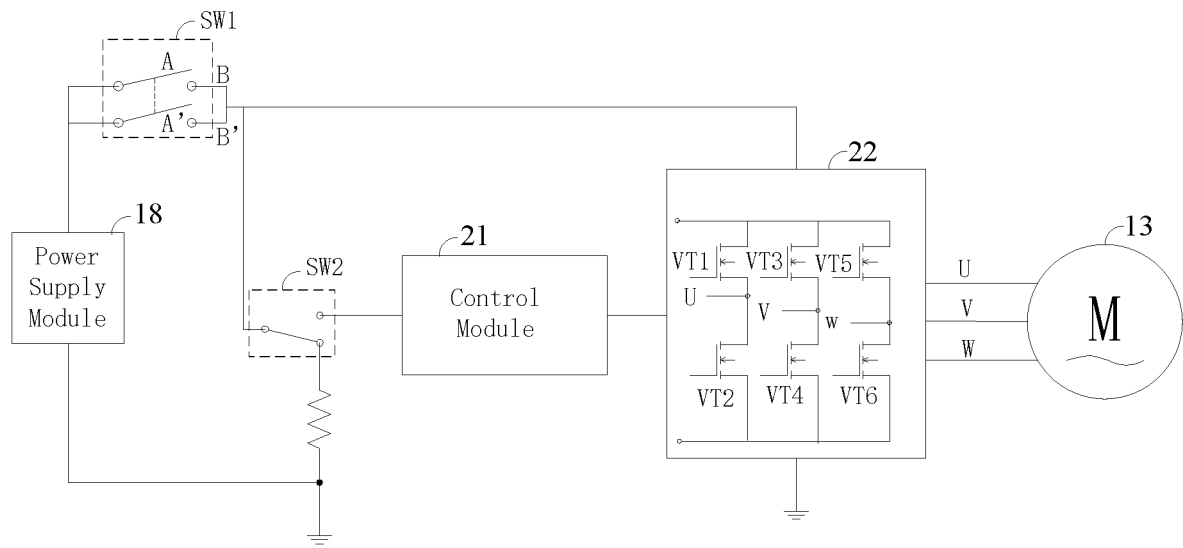 SW1
A
B
A'
B'
22
18
Power
Supply
Module
21
SW2
Control
Module
13
VT1
VT3
VT5
U
V
w
VT2
VT4
VT6
U
V
W
M